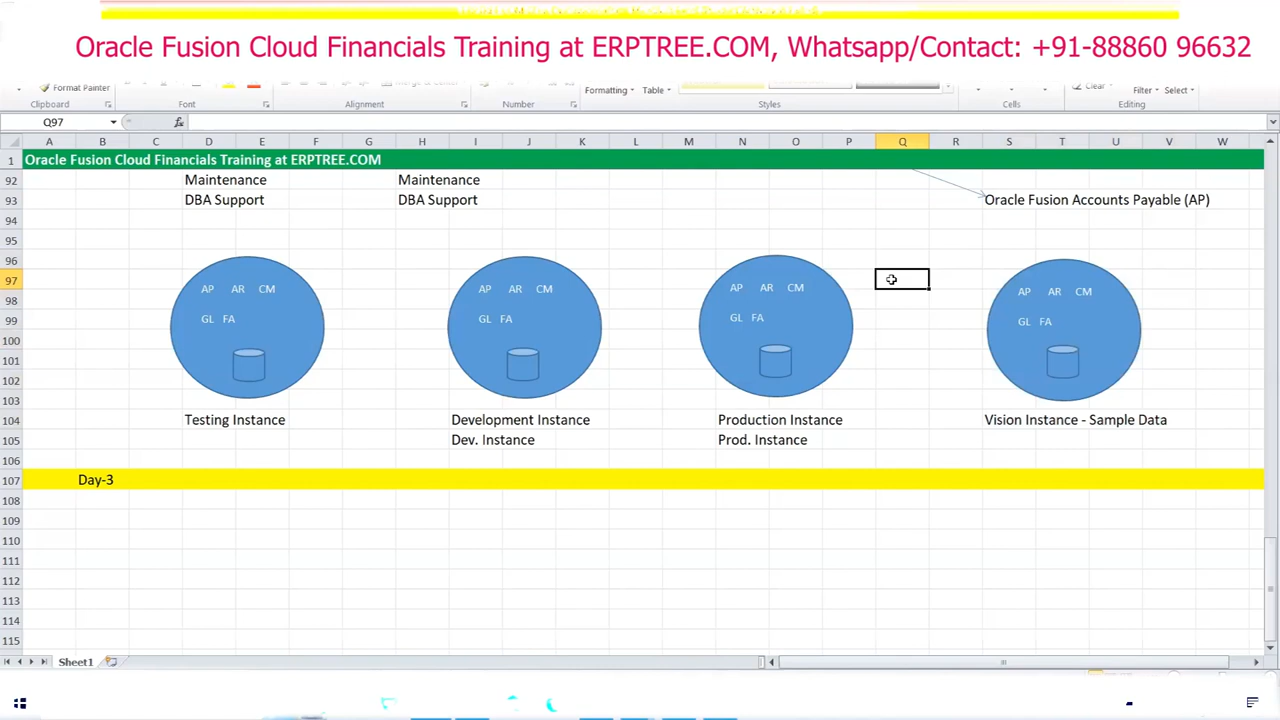 Oracle Fusion Cloud Financials Training at ERPTREE.COM, Whatsapp/Contact: +91-88860 96632
Format Painter
Clear
Formatting Table Filter Select
Clipboard Font Alignment Number Styles Cells Editing
Q97 fx
A B C D E F G H I J K L M N O P Q R S T U V W
1 Oracle Fusion Cloud Financials Training at ERPTREE.COM
92 Maintenance Maintenance
93 DBA Support DBA Support Oracle Fusion Accounts Payable (AP)
94
95
96
97 AP AR CM AP AR CM AP AR CM AP AR CM
98
99 GL FA GL FA GL FA GL FA
100
101
102
103
104 Testing Instance Development Instance Production Instance Vision Instance - Sample Data
105 Dev. Instance Prod. Instance
106
107 Day-3
108
109
110
111
112
113
114
115
Sheet1